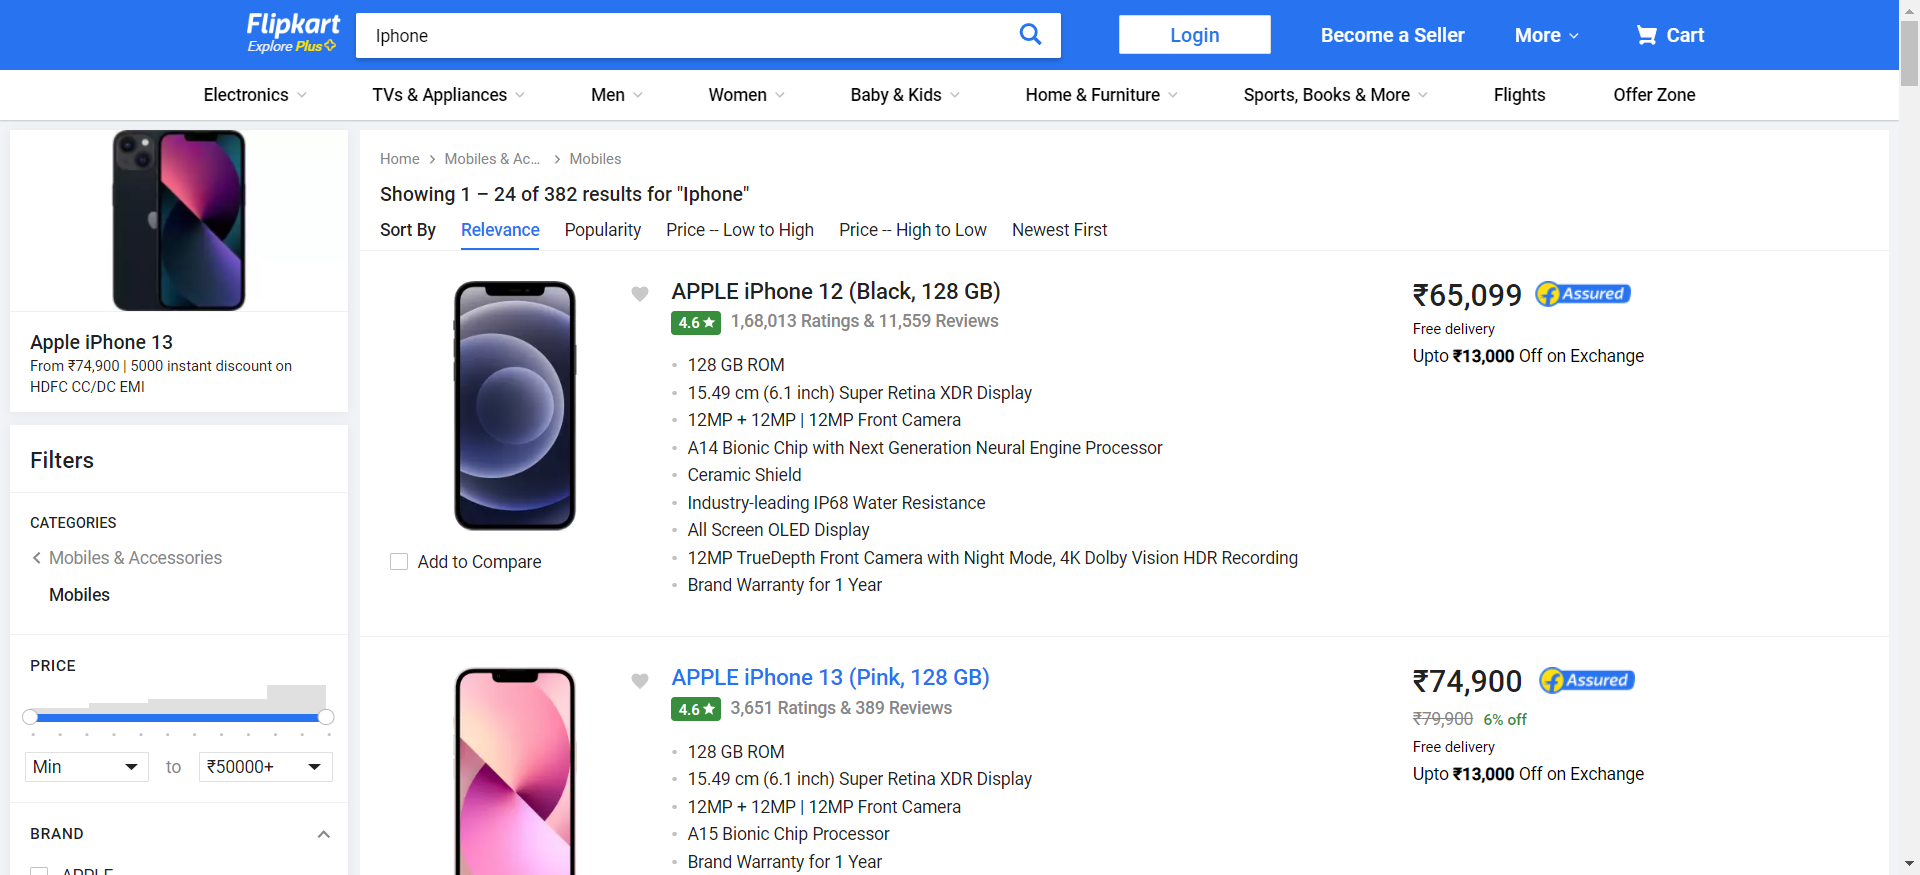 Flipkart
Explore Plus
Iphone
Login
Become a Seller
More
Cart
Electronics
TVs & Appliances
Men
Women
Baby & Kids
Home & Furniture
Sports, Books & More
Flights
Offer Zone
Apple iPhone 13
From ₹74,900 | 5000 instant discount on
HDFC CC/DC EMI
Filters
CATEGORIES
Mobiles & Accessories
Mobiles
PRICE
Min
to
₹50000+
BRAND
APPLE
Home
Mobiles & Ac...
Mobiles
Showing 1 – 24 of 382 results for "Iphone"
Sort By
Relevance
Popularity
Price -- Low to High
Price -- High to Low
Newest First
Add to Compare
APPLE iPhone 12 (Black, 128 GB)
4.6 ★ 1,68,013 Ratings & 11,559 Reviews
128 GB ROM
15.49 cm (6.1 inch) Super Retina XDR Display
12MP + 12MP | 12MP Front Camera
A14 Bionic Chip with Next Generation Neural Engine Processor
Ceramic Shield
Industry-leading IP68 Water Resistance
All Screen OLED Display
12MP TrueDepth Front Camera with Night Mode, 4K Dolby Vision HDR Recording
Brand Warranty for 1 Year
₹65,099
f Assured
Free delivery
Upto ₹13,000 Off on Exchange
APPLE iPhone 13 (Pink, 128 GB)
4.6 ★ 3,651 Ratings & 389 Reviews
128 GB ROM
15.49 cm (6.1 inch) Super Retina XDR Display
12MP + 12MP | 12MP Front Camera
A15 Bionic Chip Processor
Brand Warranty for 1 Year
₹74,900
f Assured
₹79,900 6% off
Free delivery
Upto ₹13,000 Off on Exchange